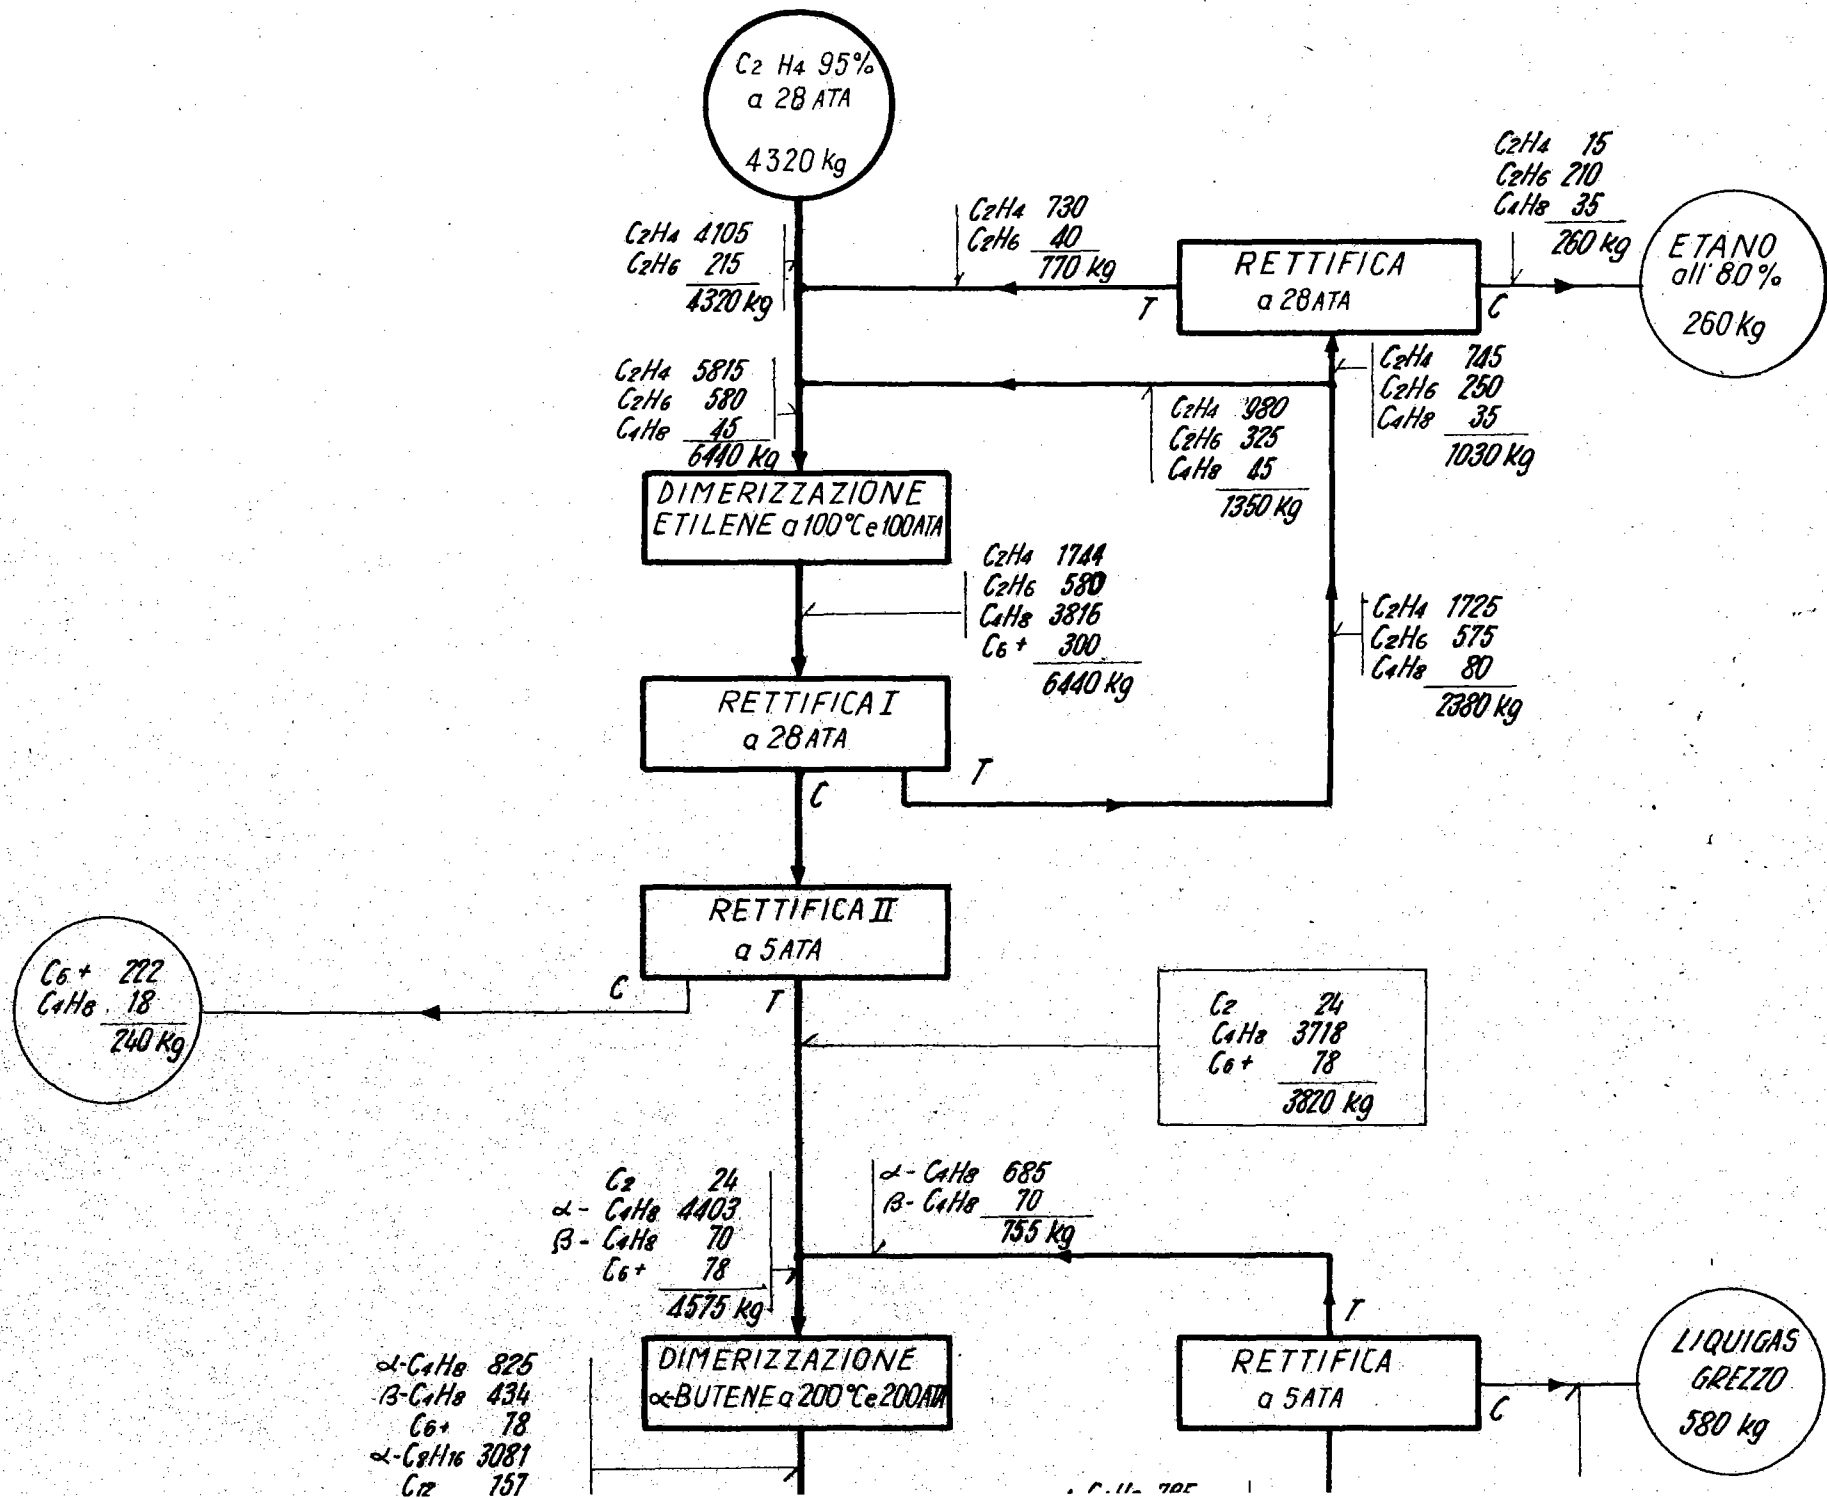 C2 H4 95%
a 28 ATA
4320 kg
C2H4 4105
C2H6 215
4320 kg
C2H4 730
C2H6 40
770 kg
T
RETTIFICA
a 28 ATA
C
C2H4 15
C2H6 210
C4H8 35
260 kg
ETANO
all' 80%
260 kg
C2H4 5815
C2H6 580
C4H8 45
6440 kg
C2H4 980
C2H6 325
C4H8 45
1350 kg
C2H4 745
C2H6 250
C4H8 35
1030 kg
DIMERIZZAZIONE
ETILENE a 100°C e 100 ATA
C2H4 1744
C2H6 580
C4H8 3816
C6+ 300
6440 kg
C2H4 1725
C2H6 575
C4H8 80
2380 kg
RETTIFICA I
a 28 ATA
C
T
RETTIFICA II
a 5 ATA
C
T
C6+ 222
C4H8 18
240 kg
C2 24
C4H8 3718
C6+ 78
3820 kg
C2 24
α- C4H8 4403
β- C4H8 70
C6+ 78
4575 kg
α- C4H8 685
β- C4H8 70
755 kg
DIMERIZZAZIONE
α-BUTENE a 200°C e 200 ATA
T
RETTIFICA
a 5 ATA
C
LIQUIGAS
GREZZO
580 kg
α-C4H8 825
β-C4H8 434
C6+ 78
α-C8H16 3081
C12 157